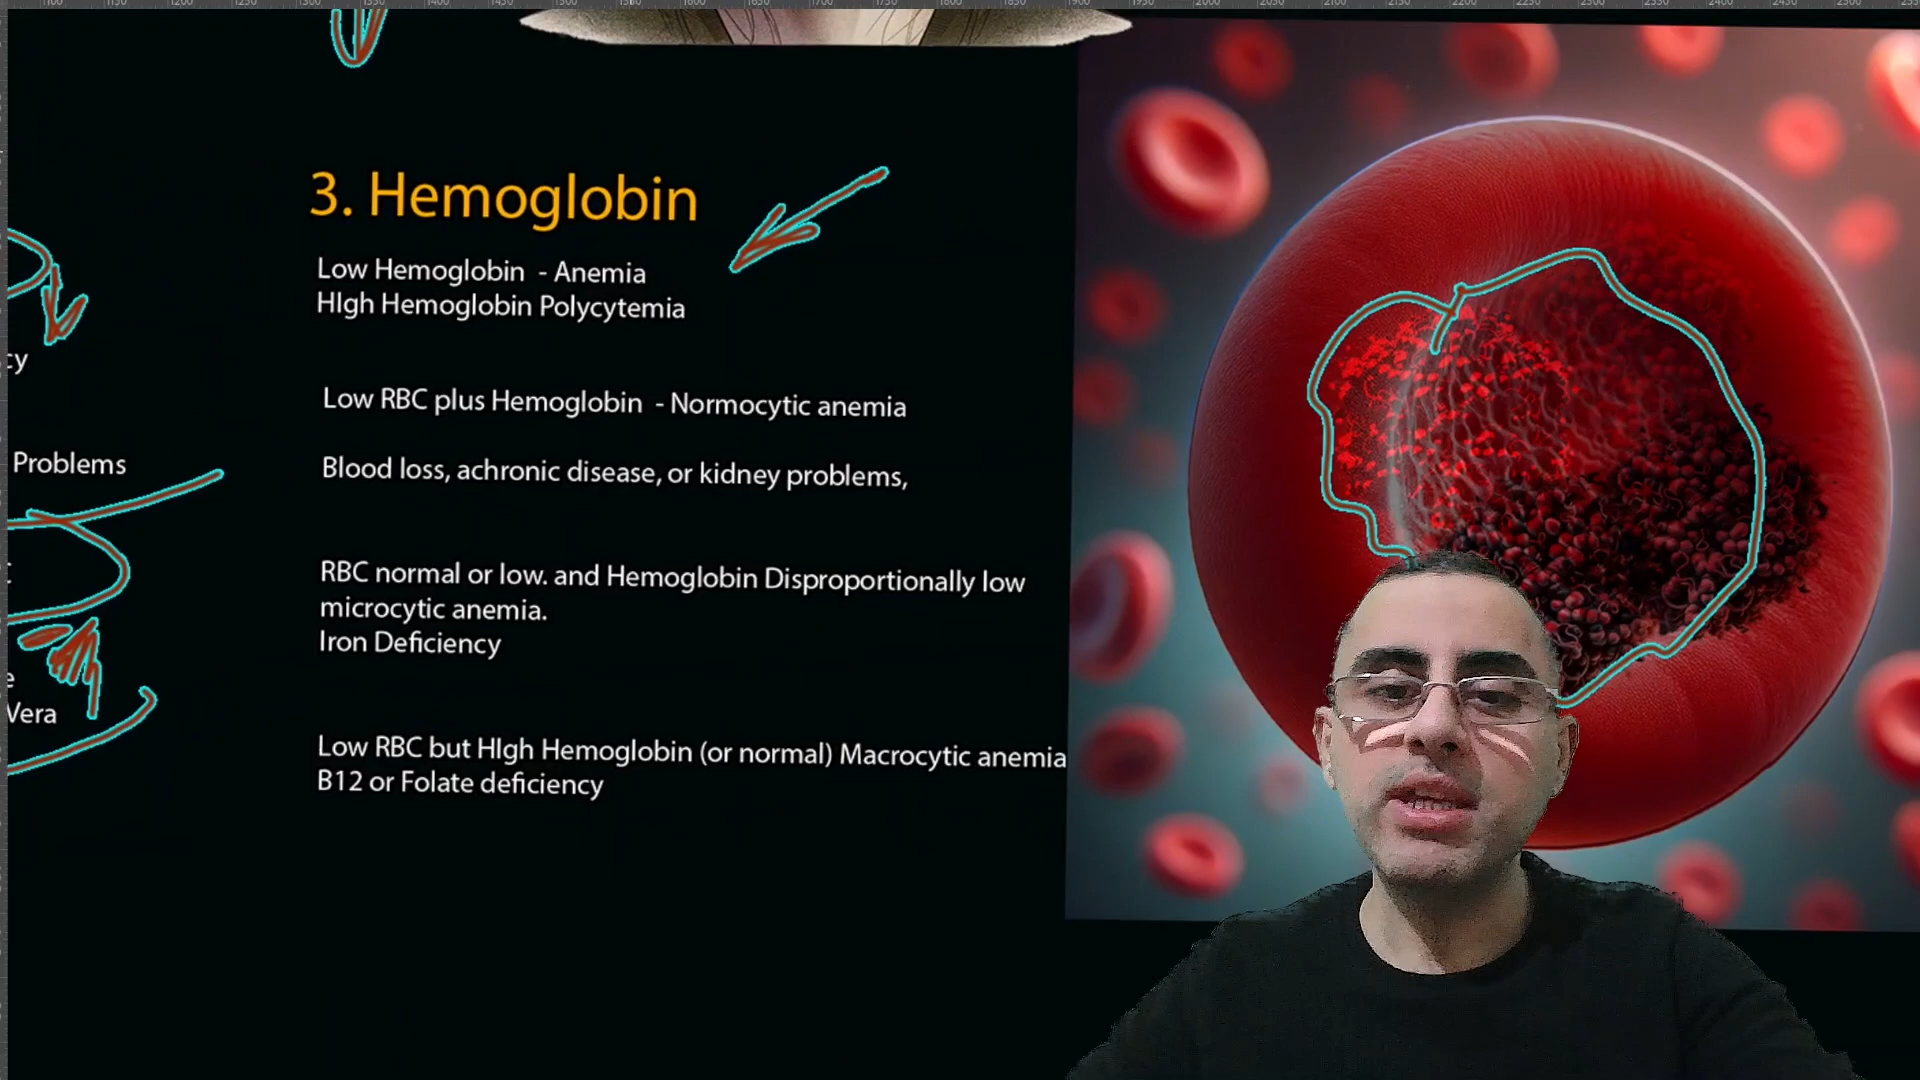 3. Hemoglobin
Low Hemoglobin - Anemia
HIgh Hemoglobin Polycytemia
cy
Low RBC plus Hemoglobin - Normocytic anemia
Problems
Blood loss, achronic disease, or kidney problems,
RBC normal or low. and Hemoglobin Disproportionally low
microcytic anemia.
Iron Deficiency
Vera
Low RBC but HIgh Hemoglobin (or normal) Macrocytic anemia
B12 or Folate deficiency